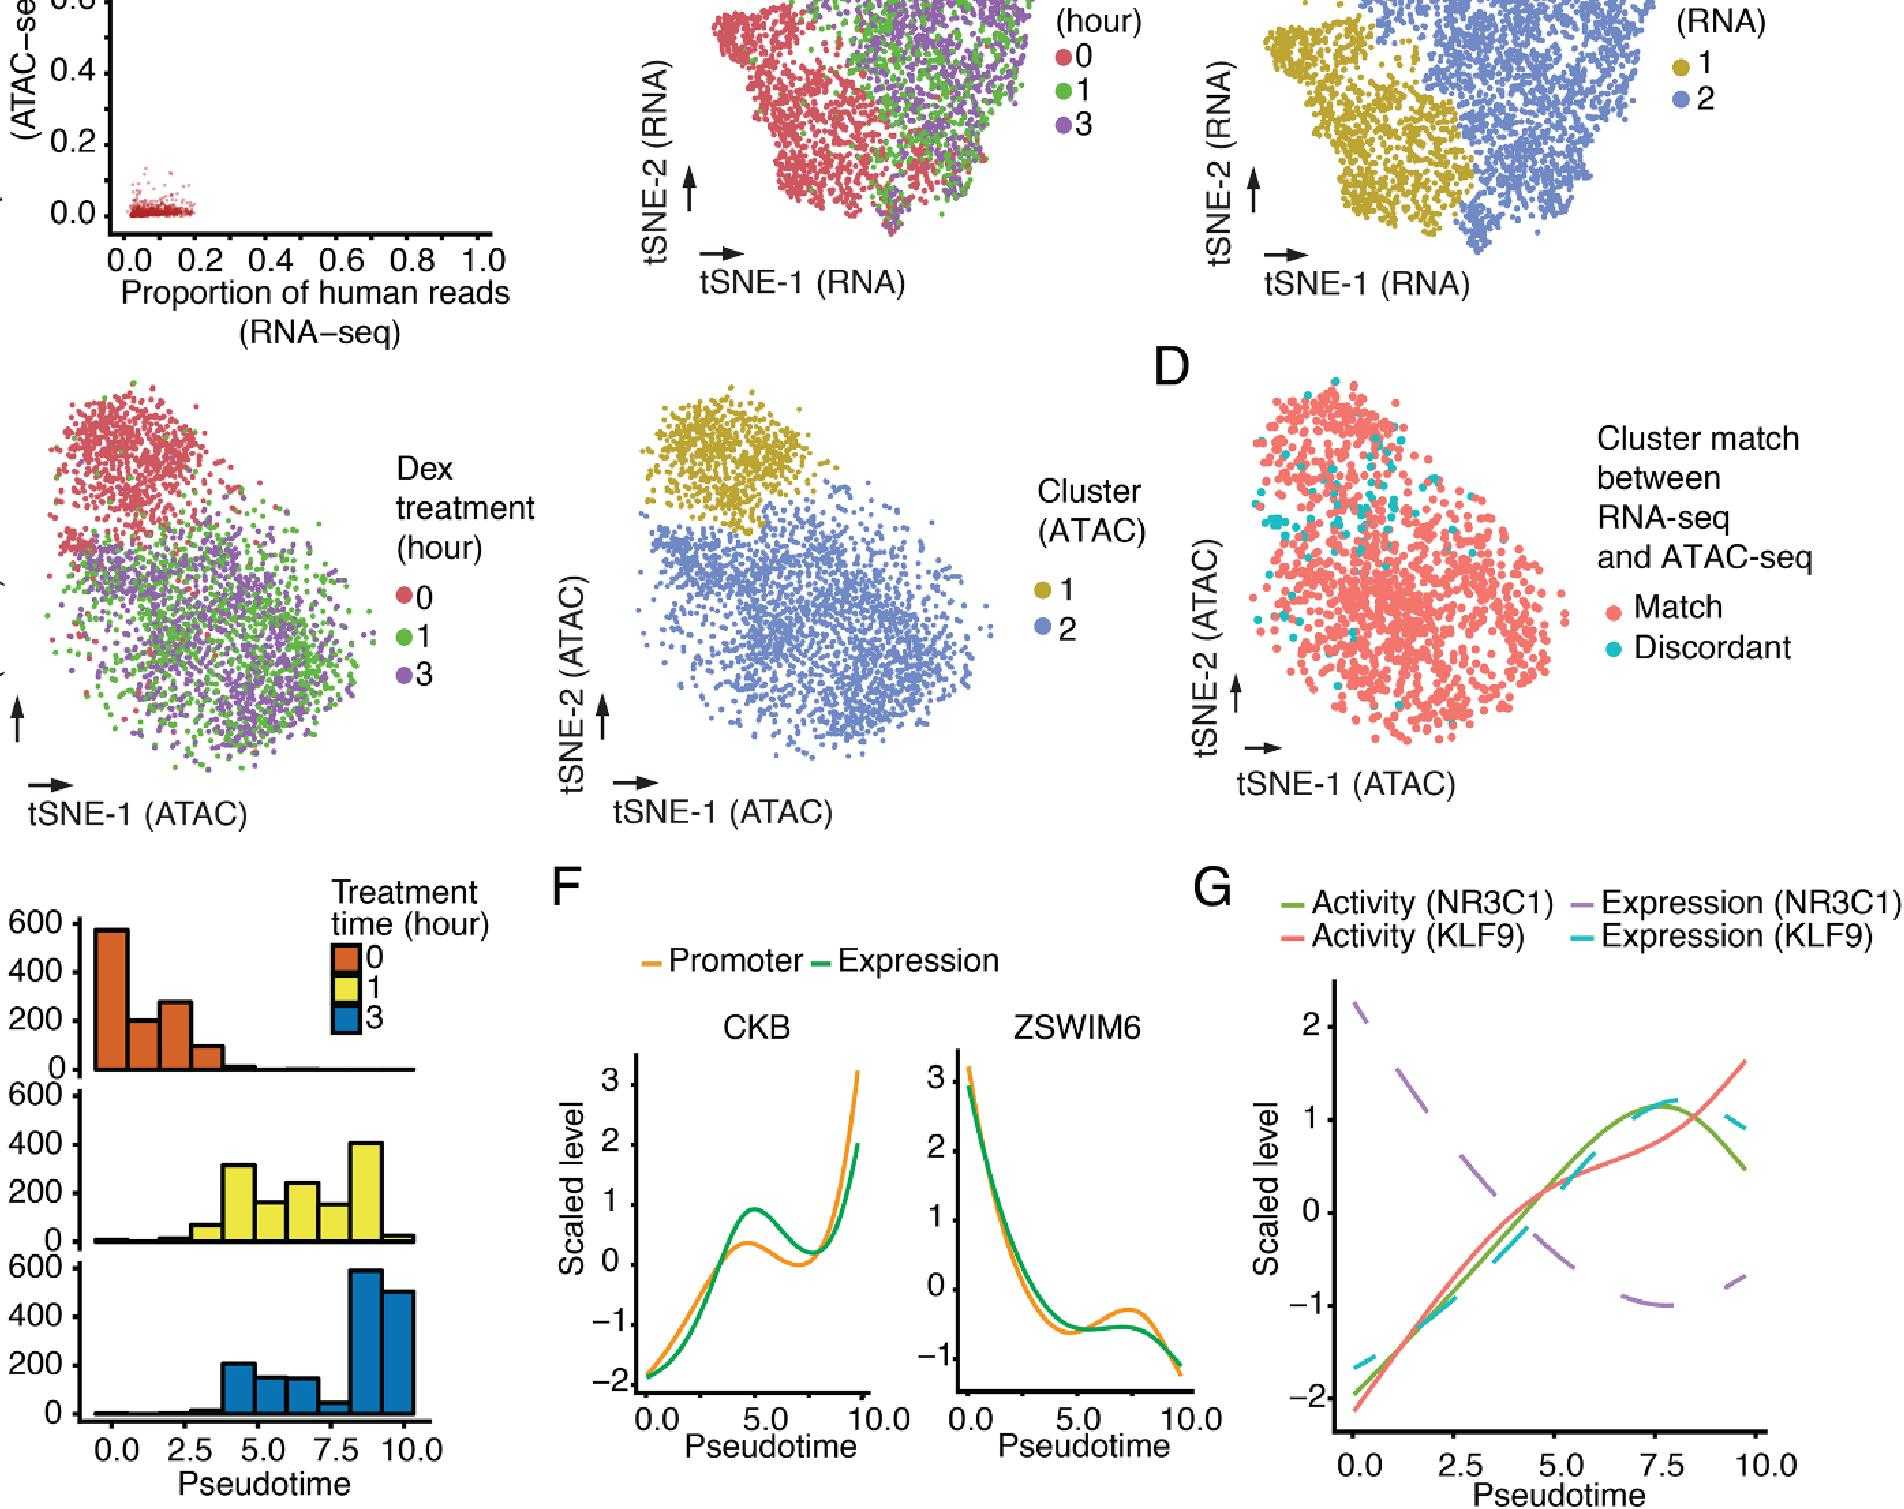 (ATAC−se
0.4
0.2
0.0
0.0 0.2 0.4 0.6 0.8 1.0
Proportion of human reads
(RNA−seq)
tSNE-2 (RNA)
tSNE-1 (RNA)
(hour)
0
1
3
tSNE-2 (RNA)
tSNE-1 (RNA)
(RNA)
1
2
tSNE-1 (ATAC)
Dex
treatment
(hour)
0
1
3
tSNE-2 (ATAC)
tSNE-1 (ATAC)
Cluster
(ATAC)
1
2
D
tSNE-2 (ATAC)
tSNE-1 (ATAC)
Cluster match
between
RNA-seq
and ATAC-seq
Match
Discordant
Treatment
time (hour)
0
1
3
600
400
200
0
600
400
200
0
600
400
200
0
0.0 2.5 5.0 7.5 10.0
Pseudotime
F
Promoter Expression
CKB
Scaled level
3
2
1
0
−1
−2
0.0 5.0 10.0
Pseudotime
ZSWIM6
3
2
1
0
−1
0.0 5.0 10.0
Pseudotime
G
Activity (NR3C1) Expression (NR3C1)
Activity (KLF9) Expression (KLF9)
Scaled level
2
1
0
−1
−2
0.0 2.5 5.0 7.5 10.0
Pseudotime